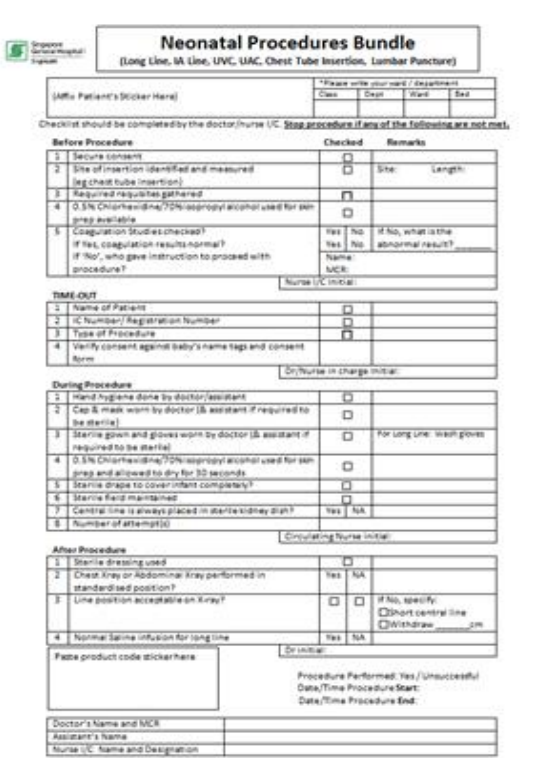 Singapore
General Hospital
SingHealth
Neonatal Procedures Bundle
(Long Line, IA Line, UVC, UAC, Chest Tube Insertion, Lumbar Puncture)
(Affix Patient's Sticker Here)
*Please write your ward / department
Class Dept Ward Bed
Checklist should be completed by the doctor/nurse I/C. Stop procedure if any of the following are not met.
Before Procedure Checked Remarks
1 Secure consent
2 Site of insertion identified and measured Site: Length:
(eg chest tube insertion)
3 Required requisites gathered
4 0.5% Chlorhexidine/70%isopropyl alcohol used for skin
prep available
5 Coagulation Studies checked? Yes No If No, what is the
If Yes, coagulation results normal? Yes No abnormal result? ______
If 'No', who gave instruction to proceed with Name:
procedure? MCR:
Nurse I/C Initial:
TIME-OUT
1 Name of Patient
2 IC Number/ Registration Number
3 Type of Procedure
4 Verify consent against baby's name tags and consent
form
Dr/Nurse in charge Initial:
During Procedure
1 Hand hygiene done by doctor/assistant
2 Cap & mask worn by doctor (& assistant if required to
be sterile)
3 Sterile gown and gloves worn by doctor (& assistant if For Long Line: Wash gloves
required to be sterile)
4 0.5% Chlorhexidine/70%isopropyl alcohol used for skin
prep and allowed to dry for 30 seconds
5 Sterile drape to cover infant completely?
6 Sterile field maintained
7 Central line is always placed in sterile kidney dish? Yes NA
8 Number of attempt(s)
Circulating Nurse Initial:
After Procedure
1 Sterile dressing used
2 Chest Xray or Abdominal Xray performed in Yes NA
standardised position?
3 Line position acceptable on X-ray? If No, specify:
Short central line
Withdraw ______cm
4 Normal Saline infusion for long line Yes NA
Dr Initial:
Paste product code sticker here
Procedure Performed: Yes / Unsuccessful
Date/Time Procedure Start:
Date/Time Procedure End:
Doctor's Name and MCR
Assistant's Name
Nurse I/C Name and Designation